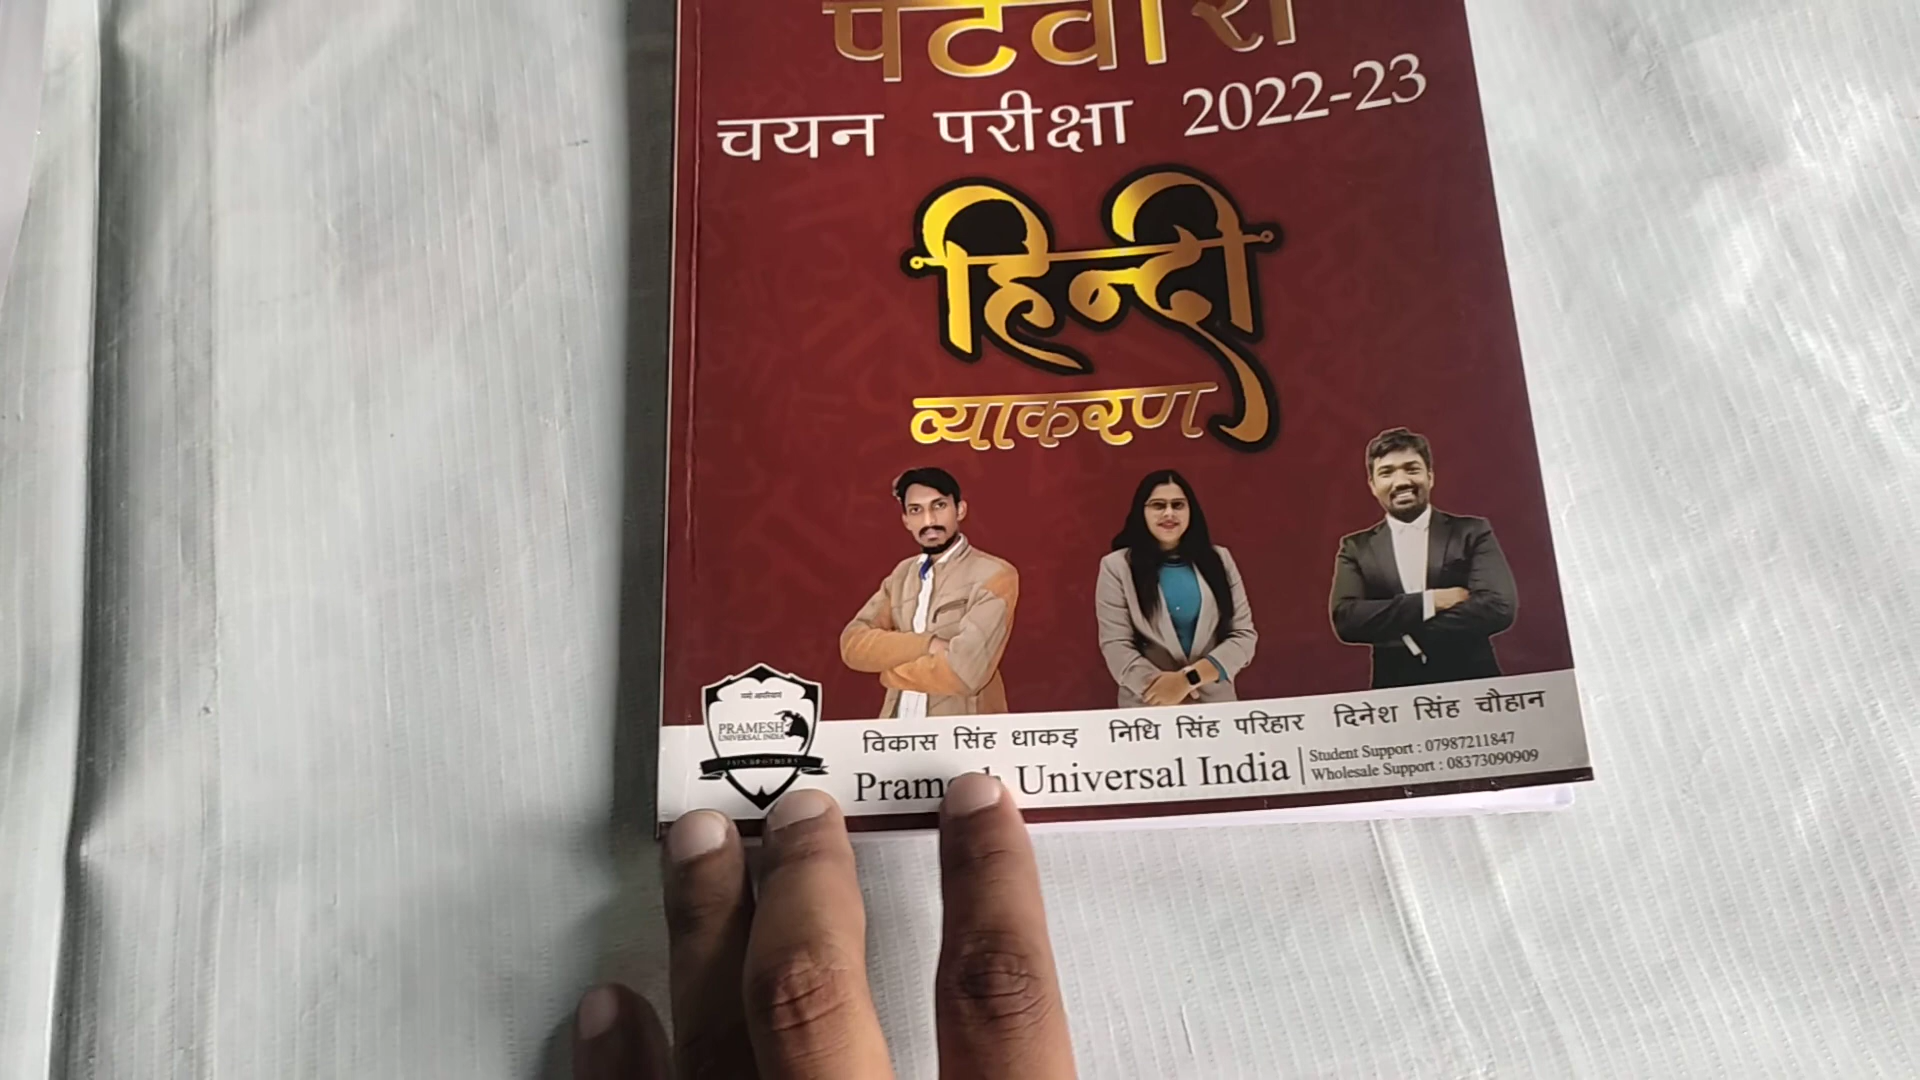 पटवारी
चयन परीक्षा 2022-23
हिन्दी
व्याकरण
PRAMESH
UNIVERSAL INDIA
विकास सिंह धाकड़ निधि सिंह परिहार दिनेश सिंह चौहान
Universal India
Student Support : 07987211847
Wholesale Support : 08373090909